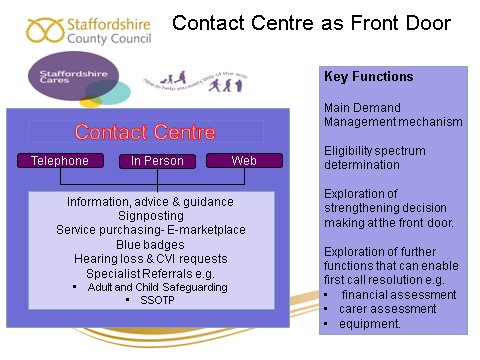 Staffordshire
County Council
Contact Centre as Front Door
Staffordshire
Cares
here to help you every step of the way
Contact Centre
Telephone
In Person
Web
Information, advice & guidance
Signposting
Service purchasing- E-marketplace
Blue badges
Hearing loss & CVI requests
Specialist Referrals e.g.
• Adult and Child Safeguarding
• SSOTP
Key Functions
Main Demand
Management mechanism
Eligibility spectrum
determination
Exploration of
strengthening decision
making at the front door.
Exploration of further
functions that can enable
first call resolution e.g.
• financial assessment
• carer assessment
• equipment.